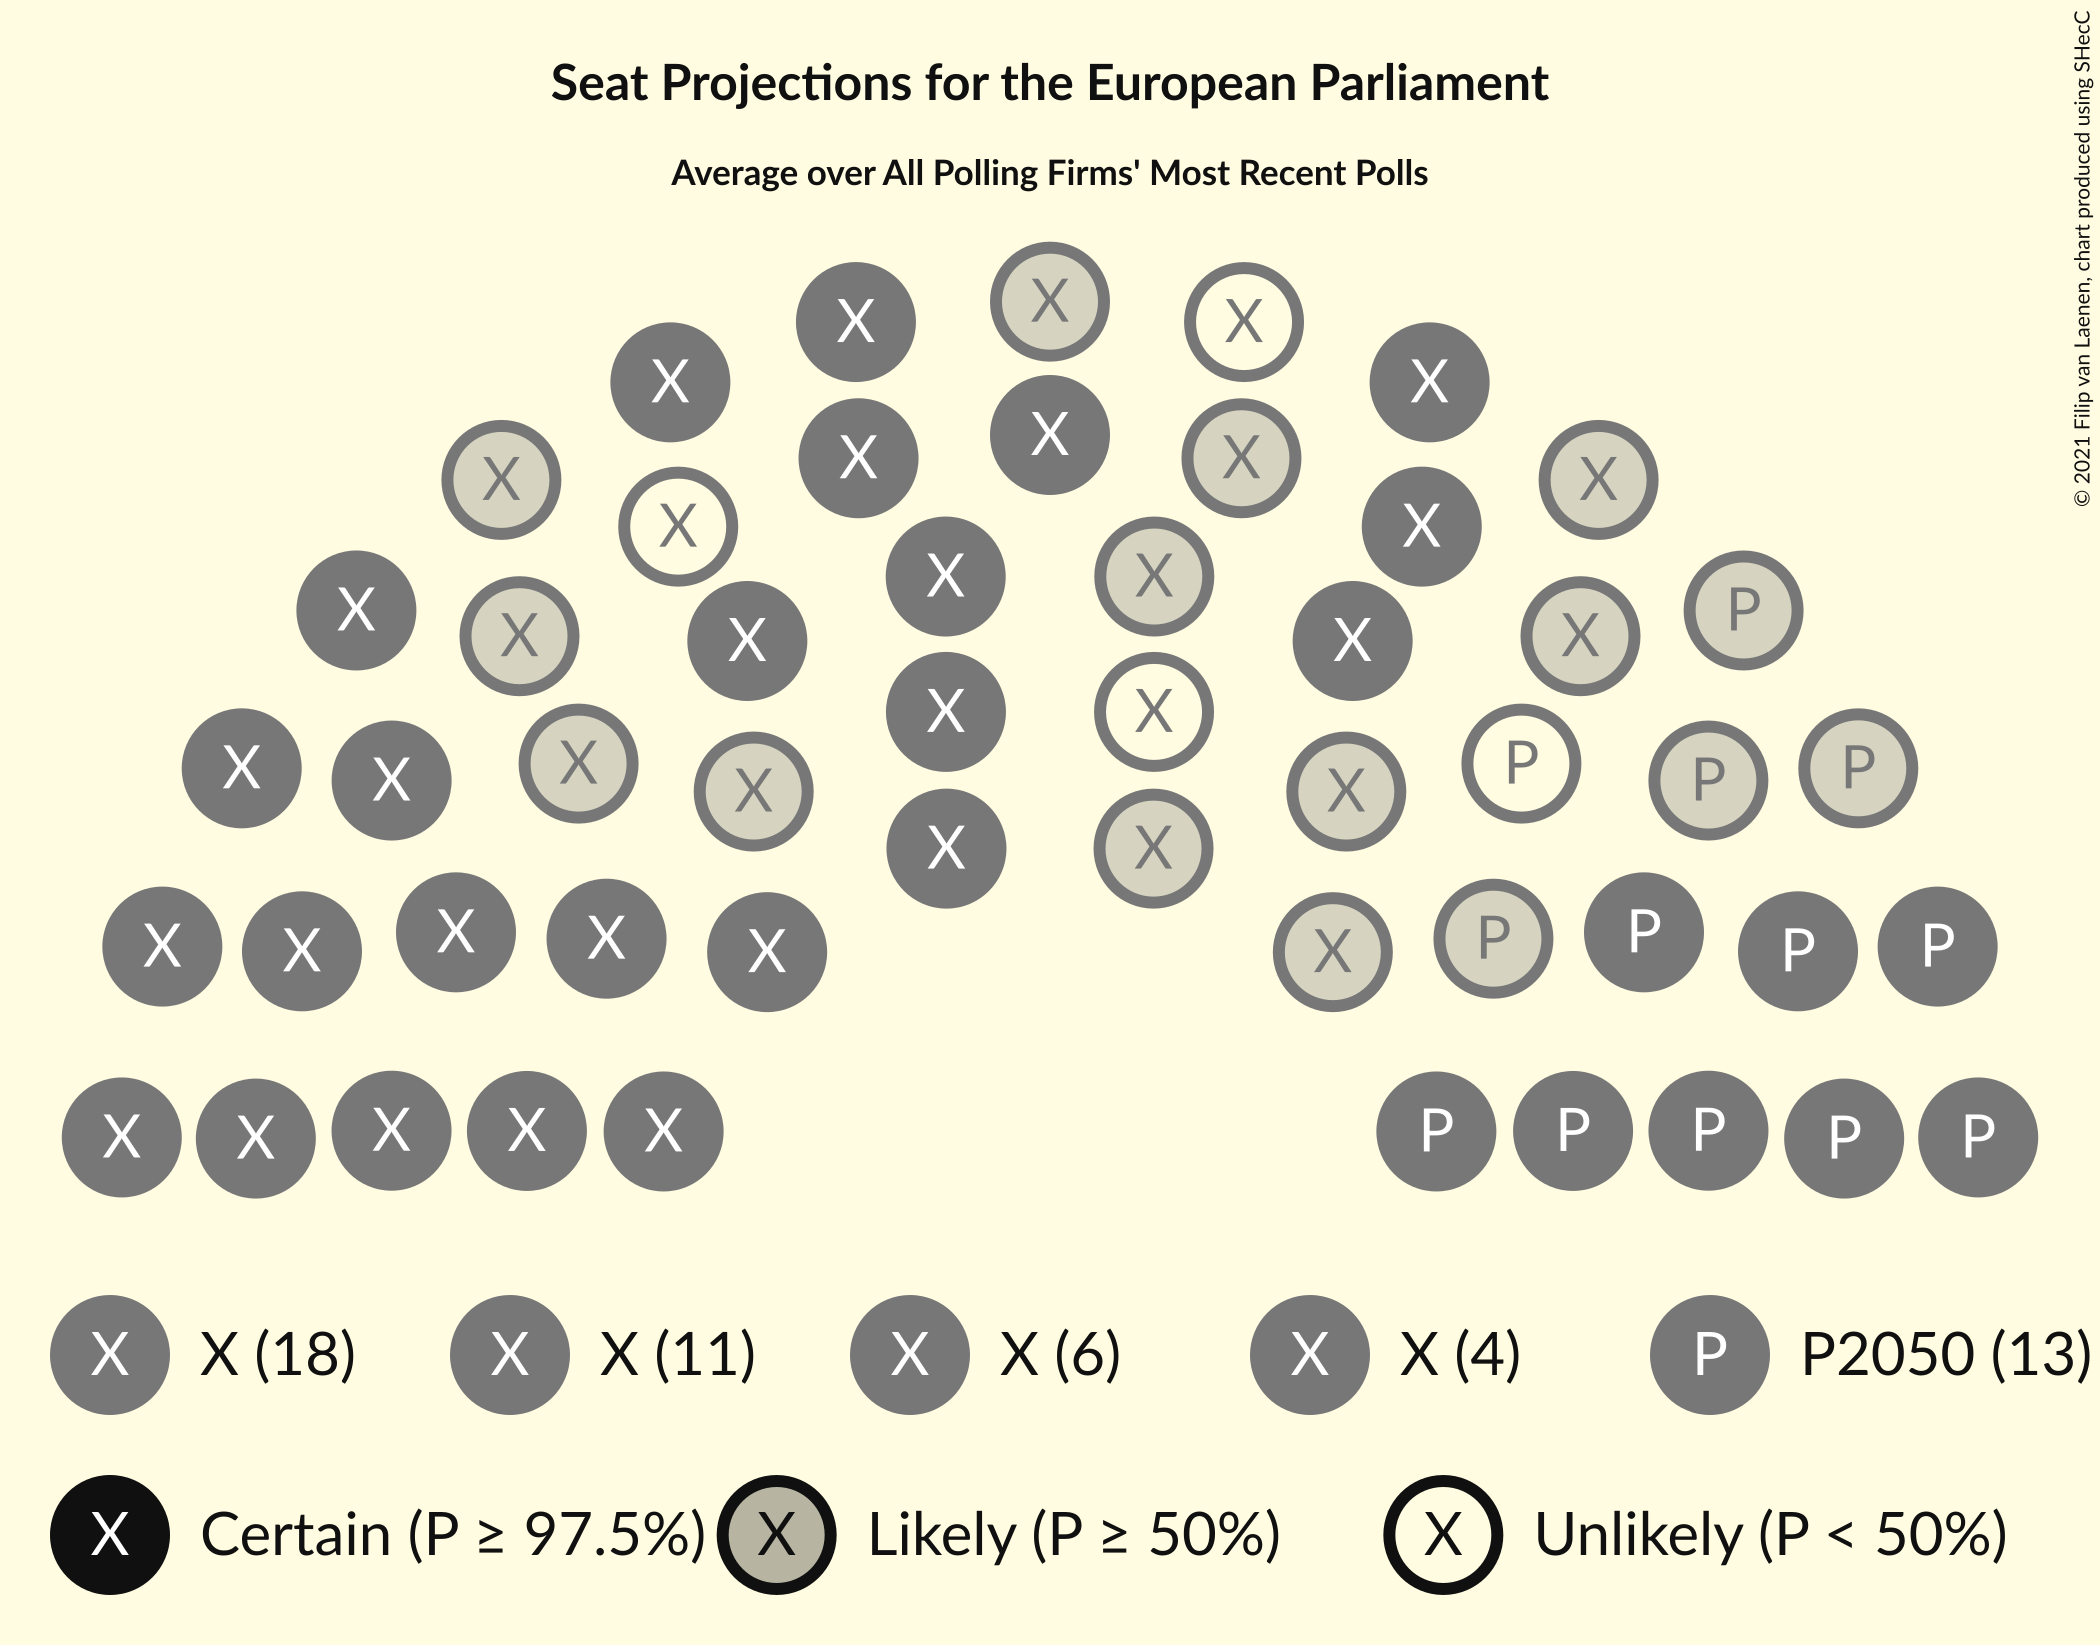 Seat Projections for the European Parliament
Average over All Polling Firms' Most Recent Polls
© 2021 Filip van Laenen, chart produced using SHecC
X X X
X X
X X X
X X
X X X X
X X
X X X P
X X X X
X X
X X P P
X X P P
X X X X
X X
X X X P P
X X X P P P
X X X X P P
X X X X X P P P P P
X X (18) X X (11) X X (6) X X (4) P P2050 (13)
X Certain (P ≥ 97.5%) X Likely (P ≥ 50%) X Unlikely (P < 50%)